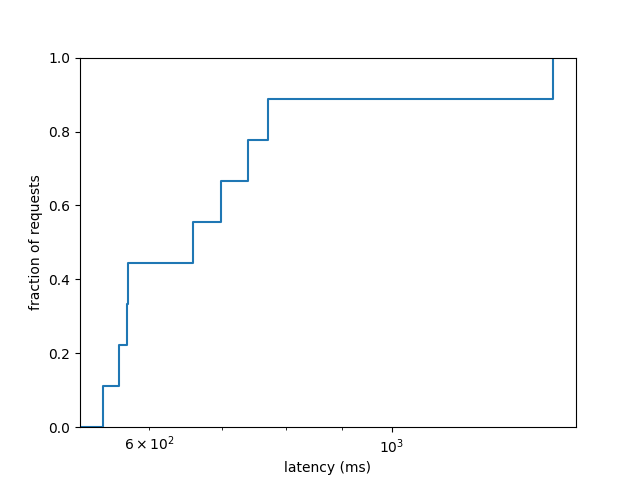 1.0
0.8
0.6
0.4
0.2
0.0
fraction of requests
6 × 10²
10³
latency (ms)